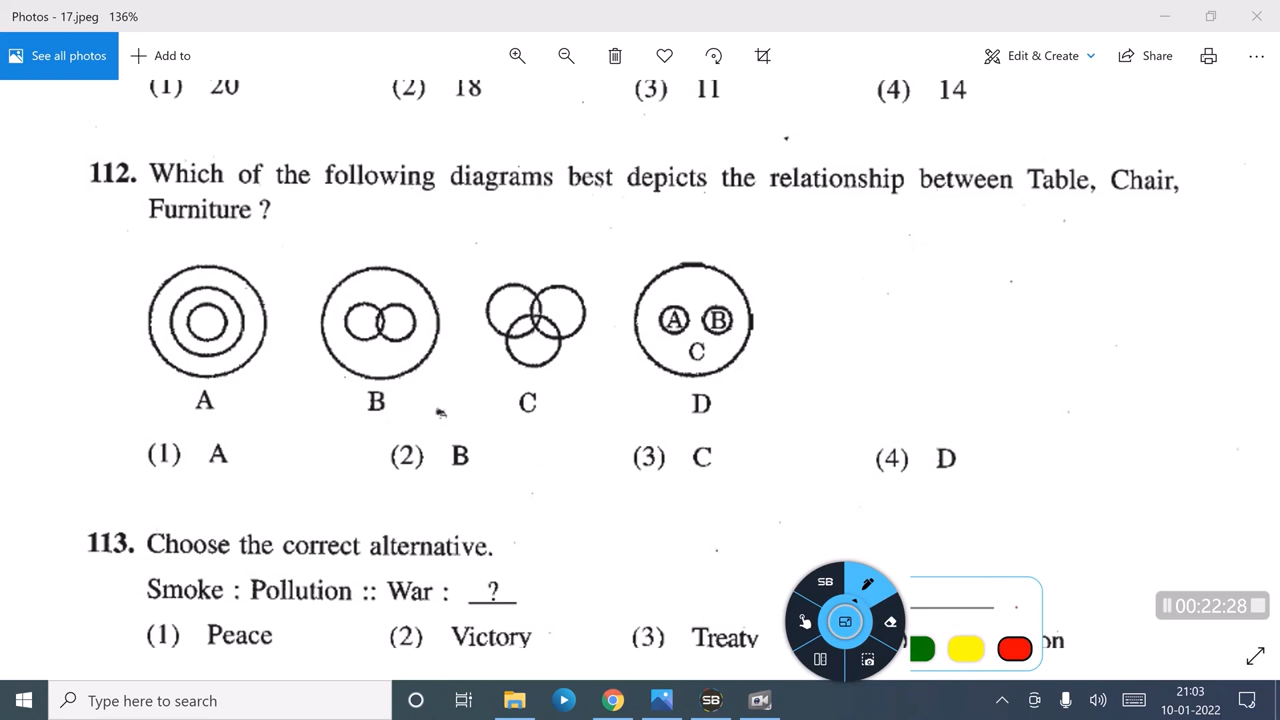 Photos - 17.jpeg 136%
See all photos
Add to
Edit & Create
Share
(1) 20 (2) 18 (3) 11 (4) 14
112. Which of the following diagrams best depicts the relationship between Table, Chair,
Furniture ?
A B
C
A B C D
(1) A (2) B (3) C (4) D
113. Choose the correct alternative.
Smoke : Pollution :: War : ?
(1) Peace (2) Victory (3) Treaty on
SB
00:22:28
Type here to search
SB
21:03
10-01-2022